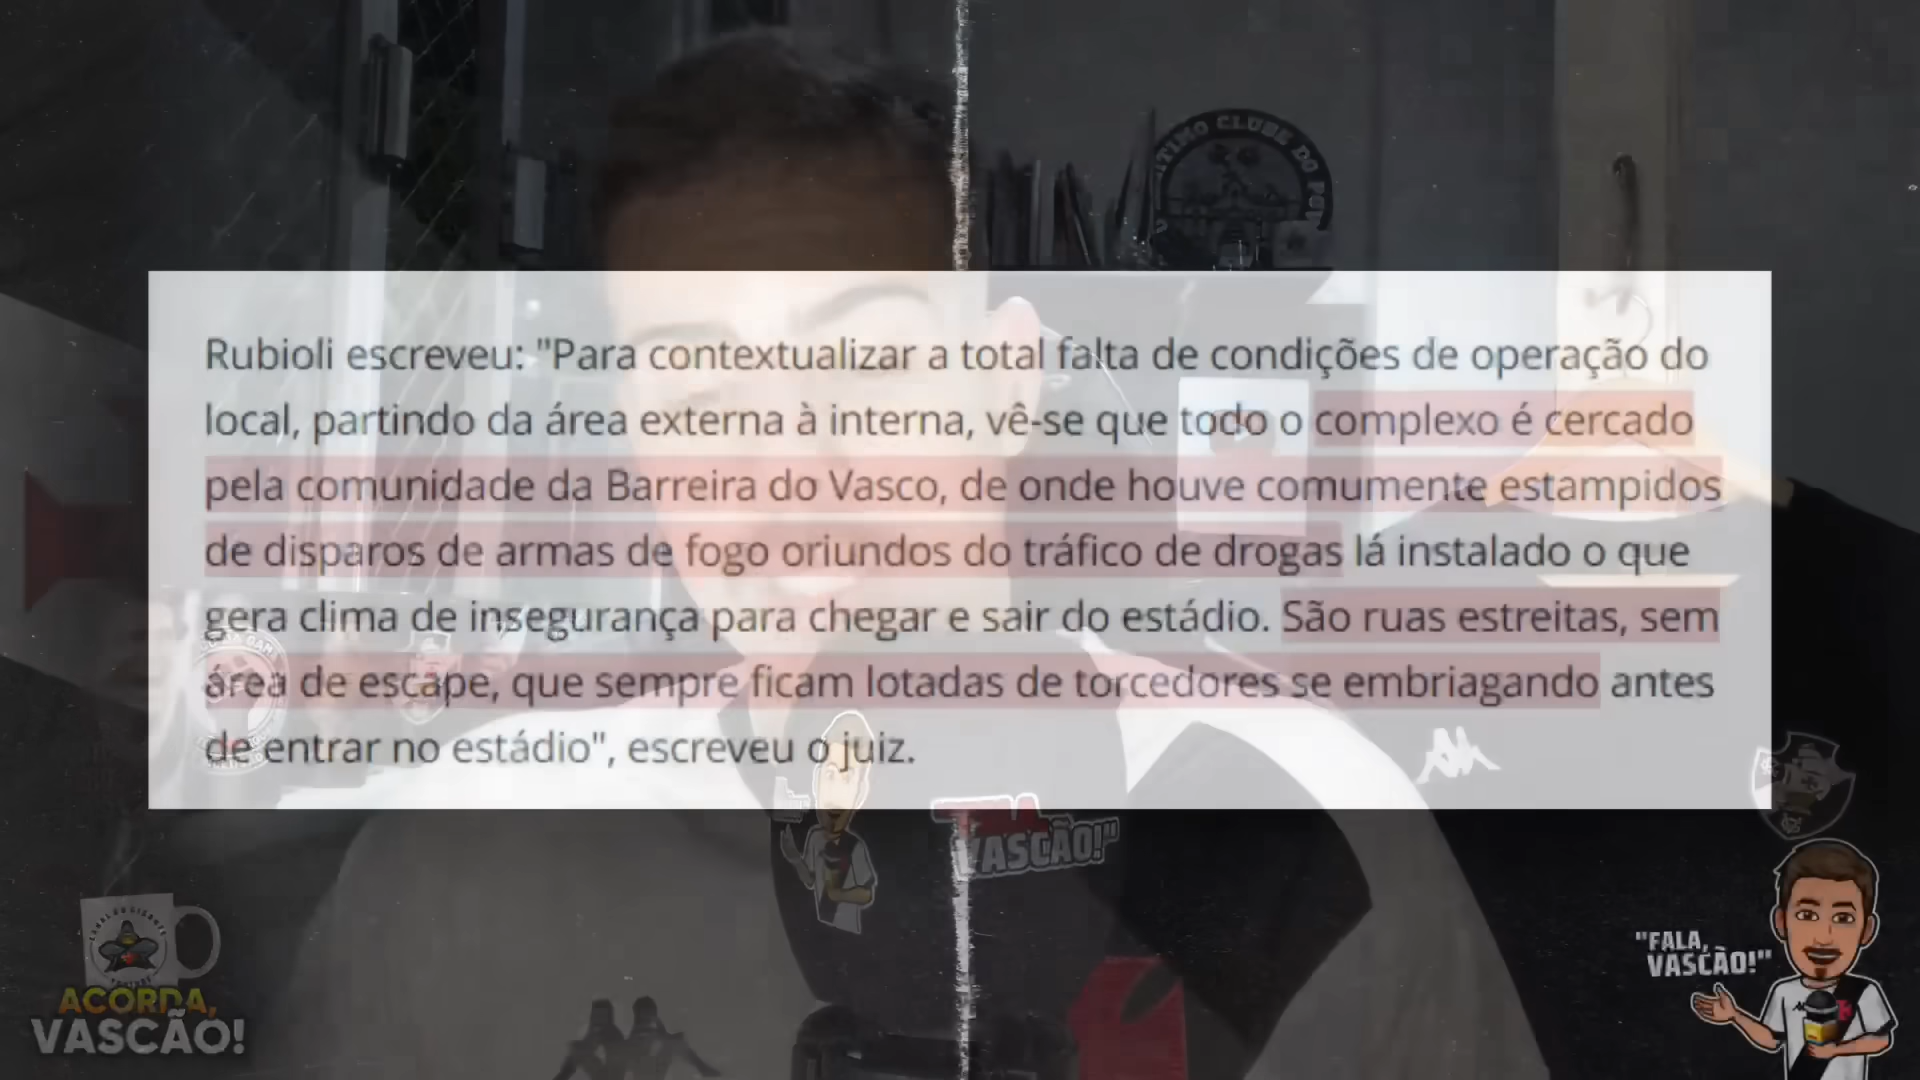 Rubioli escreveu: "Para contextualizar a total falta de condições de operação do
local, partindo da área externa à interna, vê-se que todo o complexo é cercado
pela comunidade da Barreira do Vasco, de onde houve comumente estampidos
de disparos de armas de fogo oriundos do tráfico de drogas lá instalado o que
gera clima de insegurança para chegar e sair do estádio. São ruas estreitas, sem
área de escape, que sempre ficam lotadas de torcedores se embriagando antes
de entrar no estádio", escreveu o juiz.
VASCÃO!"
ACORDA,
VASCÃO!
"FALA,
VASCÃO!"